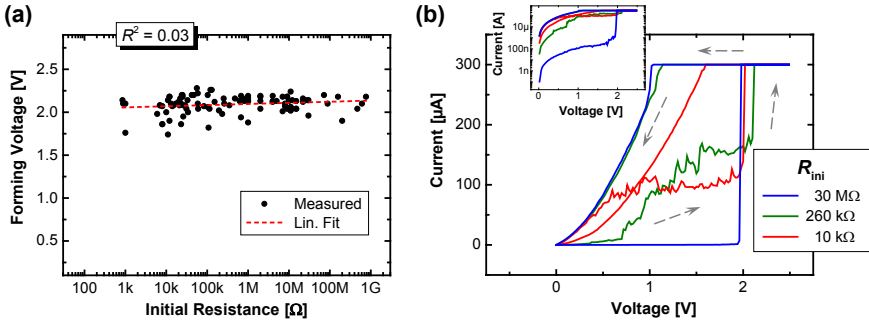 (a)
R² = 0.03
Forming Voltage [V]
2.5
2.0
1.5
1.0
0.5
Measured
Lin. Fit
100 1k 10k 100k 1M 10M 100M 1G
Initial Resistance [Ω]
(b)
Current [A]
10µ
100n
1n
0 1 2
Voltage [V]
Current [µA]
300
200
100
0
R_ini
30 MΩ
260 kΩ
10 kΩ
0 1 2
Voltage [V]